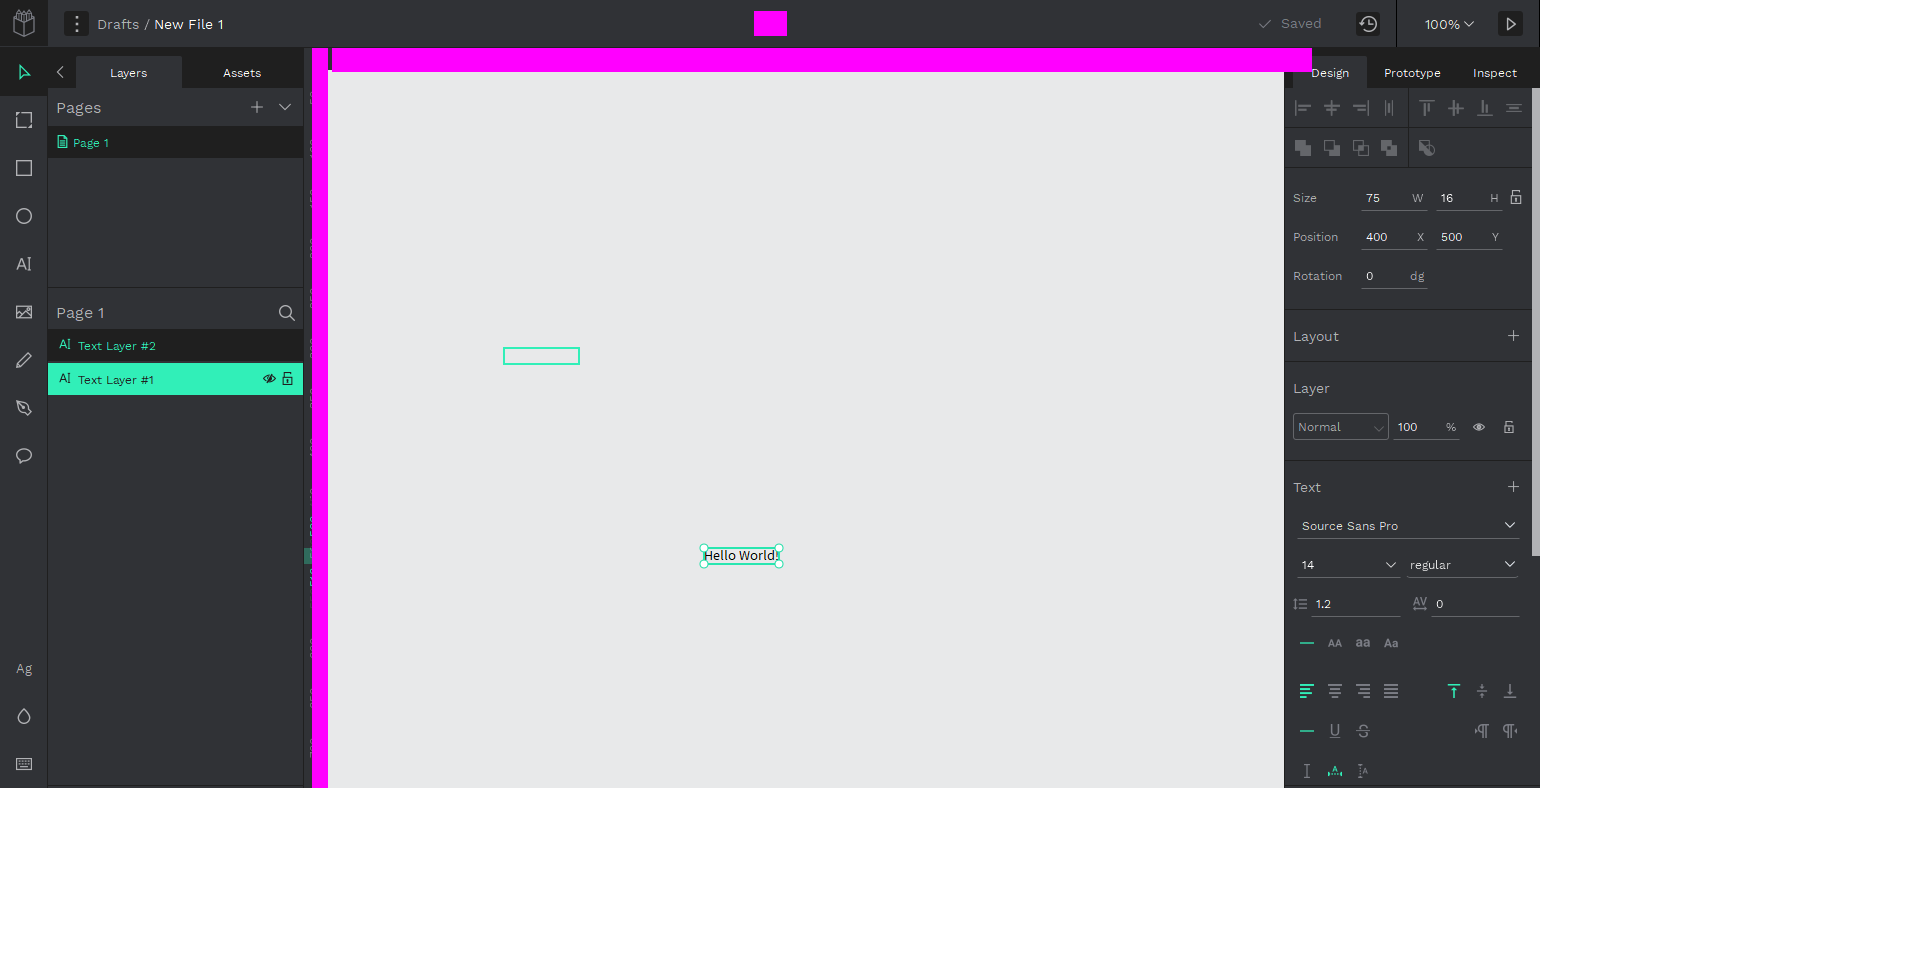 Drafts / New File 1
Saved
100%
Layers
Assets
Design
Prototype
Inspect
Pages
Page 1
Size
75
W
16
H
Position
400
X
500
Y
Rotation
0
dg
Page 1
Text Layer #2
Text Layer #1
Layout
Layer
Normal
100
%
Text
Source Sans Pro
14
regular
1.2
AV
0
AA
aa
Aa
Hello World!
Ag